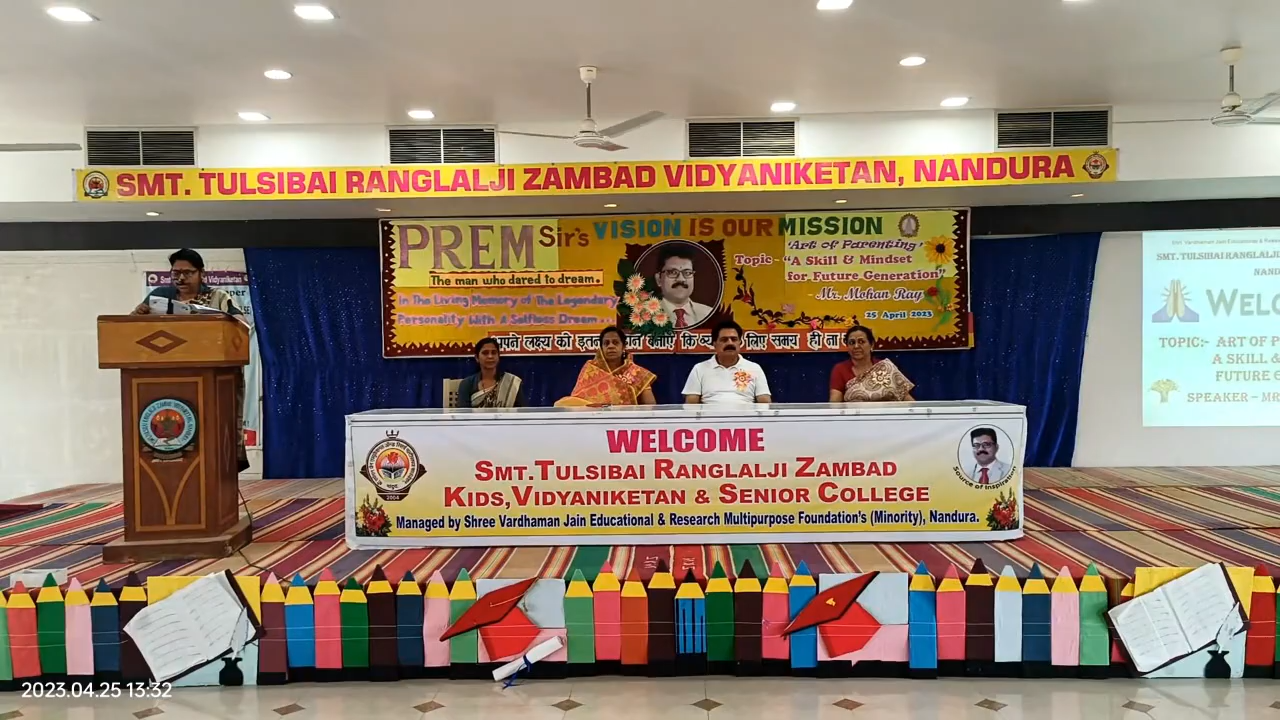 SMT. TULSIBAI RANGLALJI ZAMBAD VIDYANIKETAN, NANDURA
PREM Sir's VISION IS OUR MISSION
The man who dared to dream.
In The Living Memory of The Legendary
Personality With A Selfless Dream...
'Art of Parenting'
Topic - "A Skill & Mindset
for Future Generation"
- Mr. Mohan Ray
25 April 2023
लक्ष्य को
कि
लिए समय ही ना
SMT. TULSIBAI RANGLALJI
WELC
TOPIC:- ART OF P
A SKILL &
FUTURE
SPEAKER - MR
WELCOME
SMT.TULSIBAI RANGLALJI ZAMBAD
KIDS,VIDYANIKETAN & SENIOR COLLEGE
Managed by Shree Vardhaman Jain Educational & Research Multipurpose Foundation's (Minority), Nandura.
2004
Source of Inspiration
2023.04.25 13:32